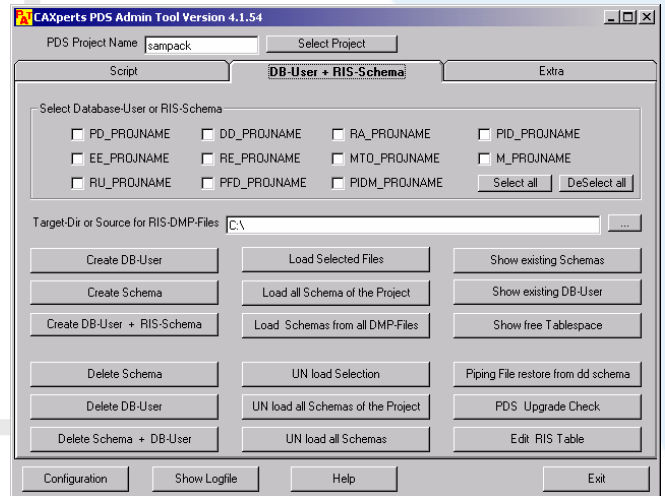 CAXperts PDS Admin Tool Version 4.1.54
PDS Project Name sampack Select Project
Script DB-User + RIS-Schema Extra
Select Database-User or RIS-Schema
PD_PROJNAME DD_PROJNAME RA_PROJNAME PID_PROJNAME
EE_PROJNAME RE_PROJNAME MTO_PROJNAME M_PROJNAME
RU_PROJNAME PFD_PROJNAME PIDM_PROJNAME Select all DeSelect all
Target-Dir or Source for RIS-DMP-Files C:\ ...
Create DB-User Load Selected Files Show existing Schemas
Create Schema Load all Schema of the Project Show existing DB-User
Create DB-User + RIS-Schema Load Schemas from all DMP-Files Show free Tablespace
Delete Schema UN load Selection Piping File restore from dd schema
Delete DB-User UN load all Schemas of the Project PDS Upgrade Check
Delete Schema + DB-User UN load all Schemas Edit RIS Table
Configuration Show Logfile Help Exit